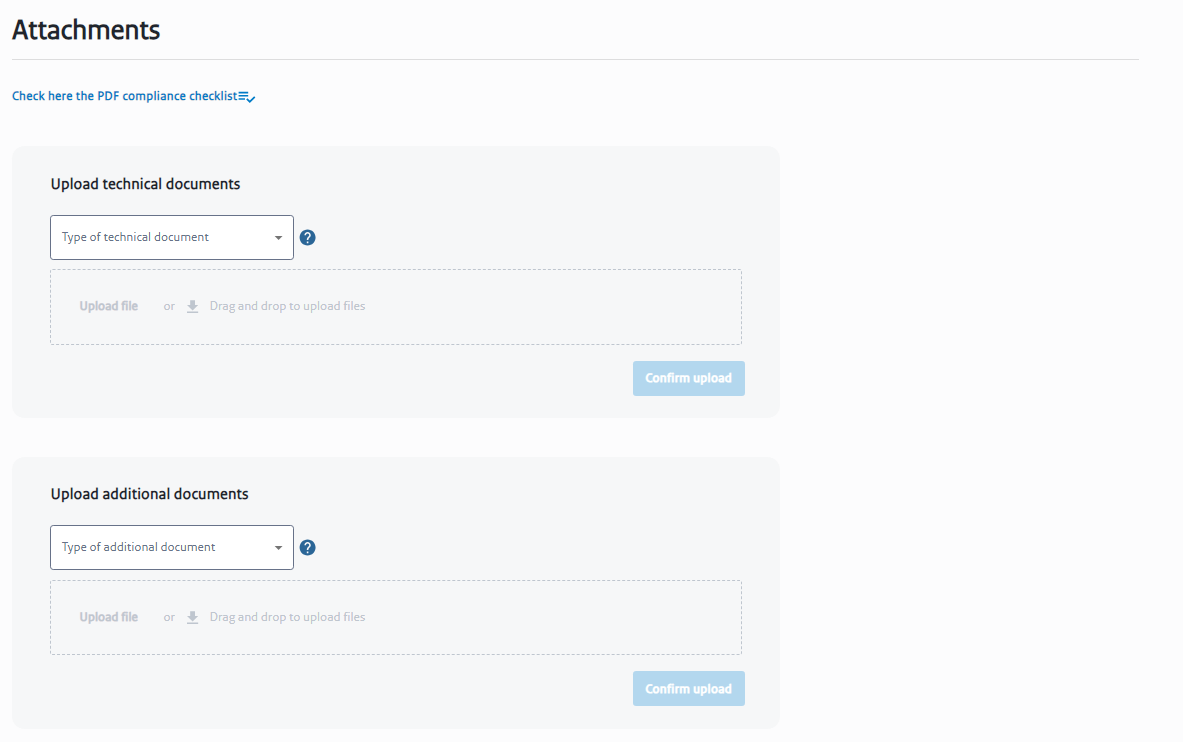 Attachments
Check here the PDF compliance checklist
Upload technical documents
Type of technical document
?
Upload file or Drag and drop to upload files
Confirm upload
Upload additional documents
Type of additional document
?
Upload file or Drag and drop to upload files
Confirm upload